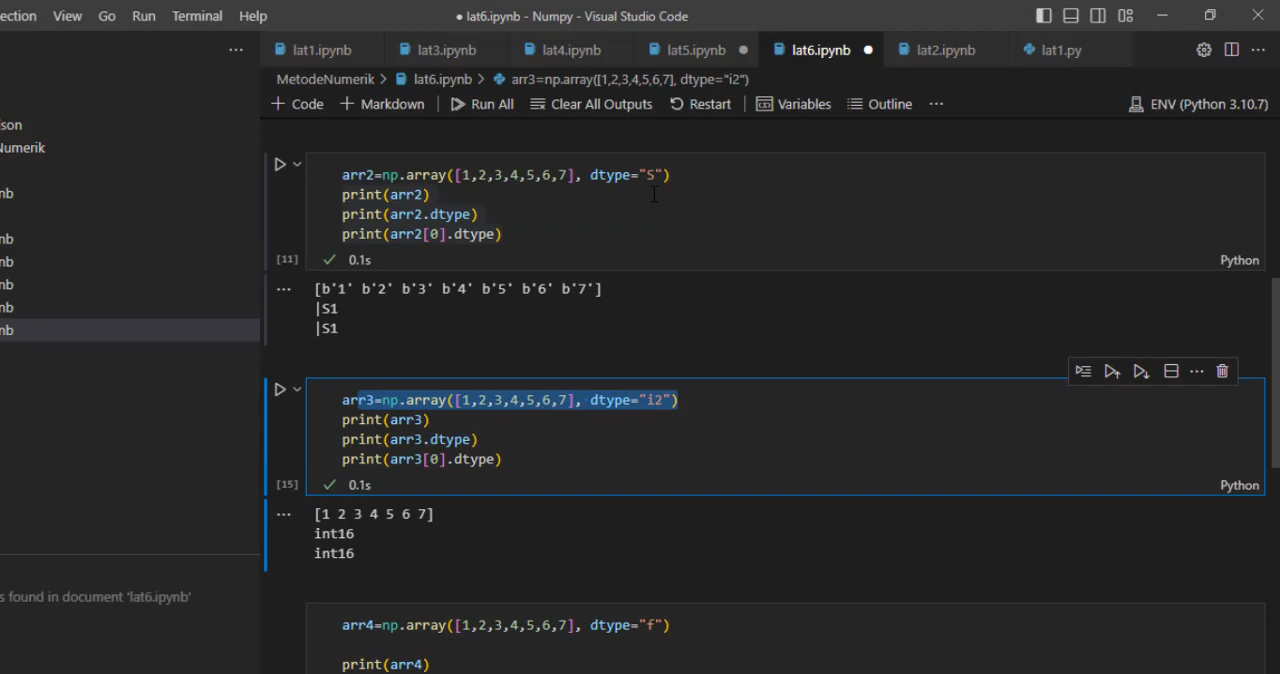 ection View Go Run Terminal Help
● lat6.ipynb - Numpy - Visual Studio Code
lat1.ipynb lat3.ipynb lat4.ipynb lat5.ipynb lat6.ipynb lat2.ipynb lat1.py
MetodeNumerik > lat6.ipynb > arr3=np.array([1,2,3,4,5,6,7], dtype="i2")
+ Code + Markdown Run All Clear All Outputs Restart Variables Outline ··· ENV (Python 3.10.7)
son
Numerik
nb
nb
nb
nb
nb
nb
arr2=np.array([1,2,3,4,5,6,7], dtype="S")
print(arr2)
print(arr2.dtype)
print(arr2[0].dtype)
[11] ✓ 0.1s Python
[b'1' b'2' b'3' b'4' b'5' b'6' b'7']
|S1
|S1
arr3=np.array([1,2,3,4,5,6,7], dtype="i2")
print(arr3)
print(arr3.dtype)
print(arr3[0].dtype)
[15] ✓ 0.1s Python
[1 2 3 4 5 6 7]
int16
int16
s found in document 'lat6.ipynb'
arr4=np.array([1,2,3,4,5,6,7], dtype="f")
print(arr4)